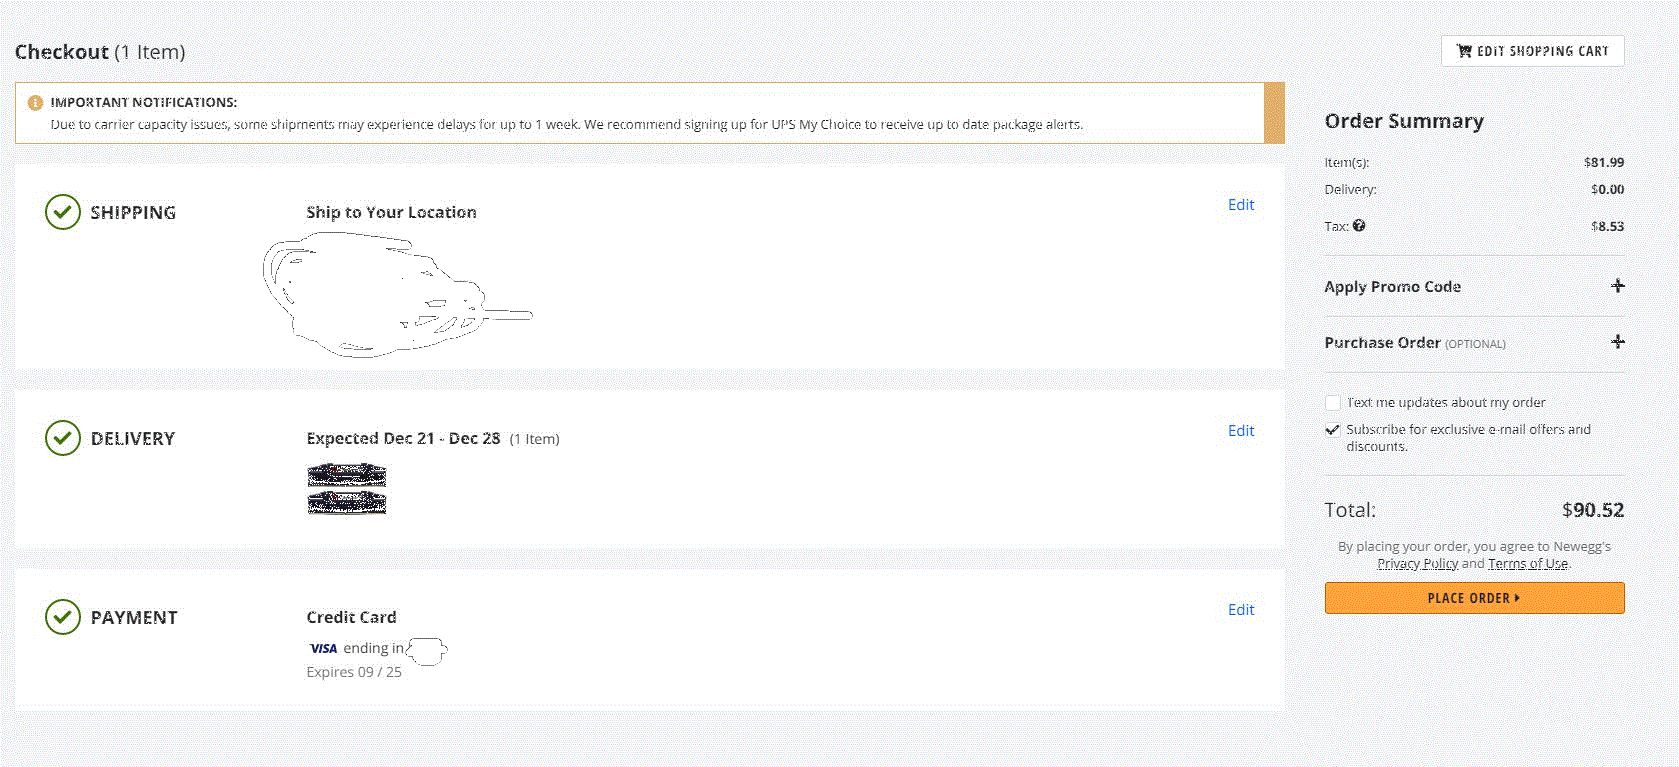 Checkout (1 Item)
EDIT SHOPPING CART
IMPORTANT NOTIFICATIONS:
Due to carrier capacity issues, some shipments may experience delays for up to 1 week. We recommend signing up for UPS My Choice to receive up to date package alerts.
SHIPPING
Ship to Your Location
Edit
DELIVERY
Expected Dec 21 - Dec 28 (1 Item)
Edit
PAYMENT
Credit Card
Edit
VISA ending in
Expires 09 / 25
Order Summary
Item(s): $81.99
Delivery: $0.00
Tax: $8.53
Apply Promo Code
Purchase Order (OPTIONAL)
Text me updates about my order
Subscribe for exclusive e-mail offers and
discounts.
Total: $90.52
By placing your order, you agree to Newegg's
Privacy Policy and Terms of Use.
PLACE ORDER